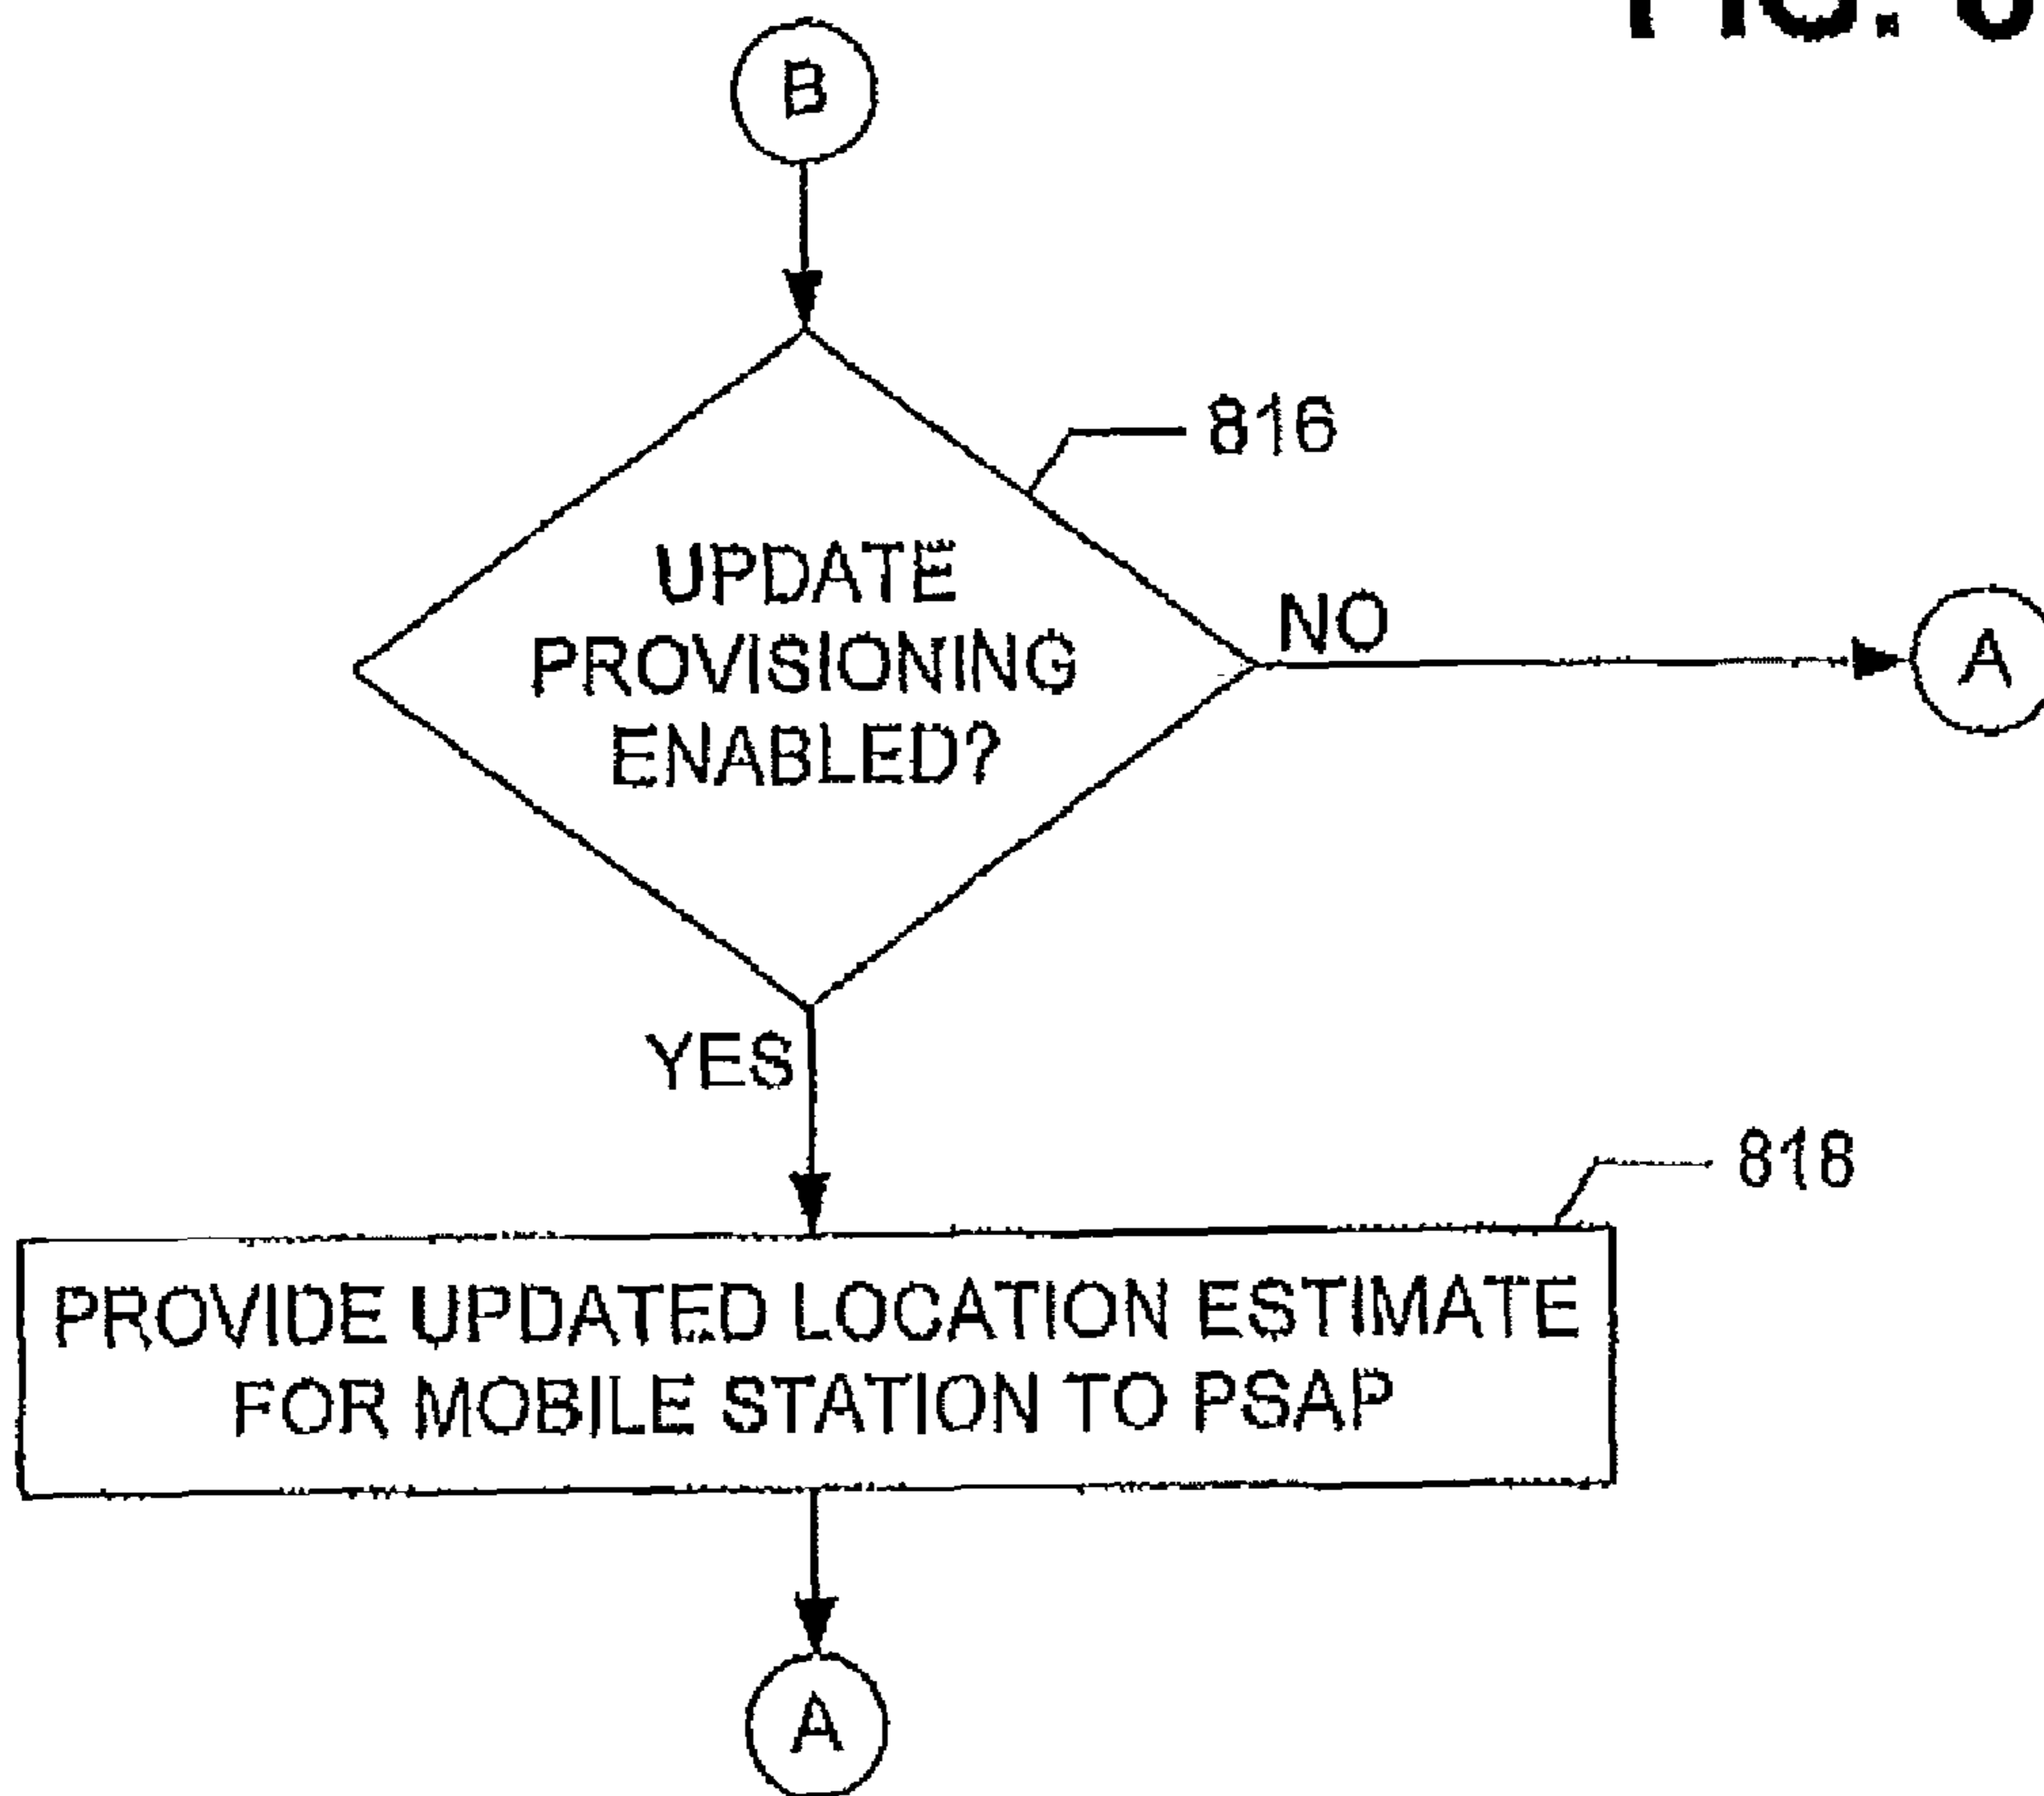 B
816
UPDATE
PROVISIONING
ENABLED?
NO
A
YES
818
PROVIDE UPDATED LOCATION ESTIMATE
FOR MOBILE STATION TO PSAP
A